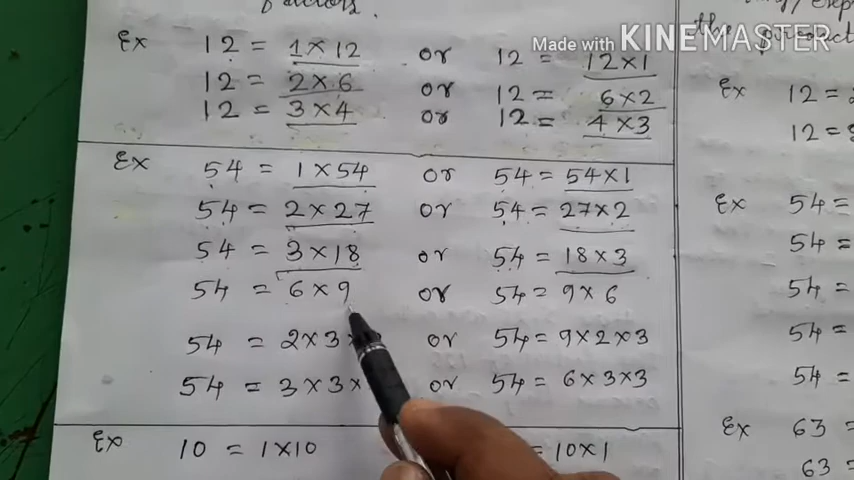 factors.
Made with KINEMASTER
Ex 12 = 1 × 12 or 12 = 12 × 1
12 = 2 × 6 or 12 = 6 × 2
12 = 3 × 4 or 12 = 4 × 3
Ex 54 = 1 × 54 or 54 = 54 × 1
54 = 2 × 27 or 54 = 27 × 2
54 = 3 × 18 or 54 = 18 × 3
54 = 6 × 9 or 54 = 9 × 6
54 = 2 × 3 × or 54 = 9 × 2 × 3
54 = 3 × 3 × or 54 = 6 × 3 × 3
Ex 10 = 1 × 10 = 10 × 1
the product
Ex 12 =
12 =
Ex 54 =
54 =
54 =
54 =
54 =
Ex 63 =
63 =